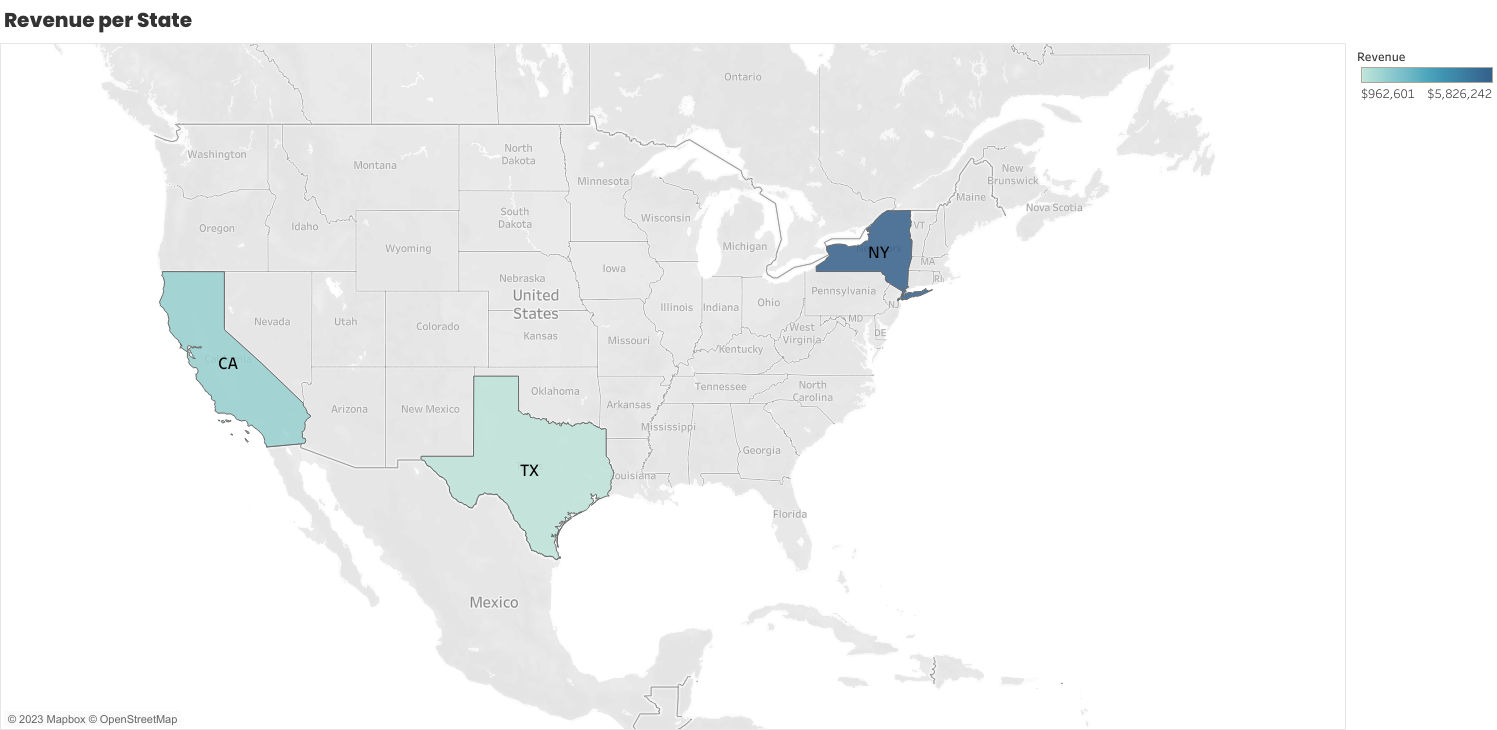 Revenue per State
Revenue
$962,601 $5,826,242
Ontario
Washington
Montana
North
Dakota
Minnesota
New
Brunswick
Maine
Nova Scotia
Oregon
Idaho
South
Dakota
Wisconsin
VT
Wyoming
Michigan
NY
MA
Iowa
RI
Nebraska
United
States
Pennsylvania
NJ
Nevada
Utah
Colorado
Kansas
Illinois
Indiana
Ohio
MD
DE
West
Virginia
Missouri
Kentucky
CA
Arizona
New Mexico
Oklahoma
Arkansas
Tennessee
North
Carolina
Mississippi
Georgia
TX
ouisiana
Florida
Mexico
© 2023 Mapbox © OpenStreetMap